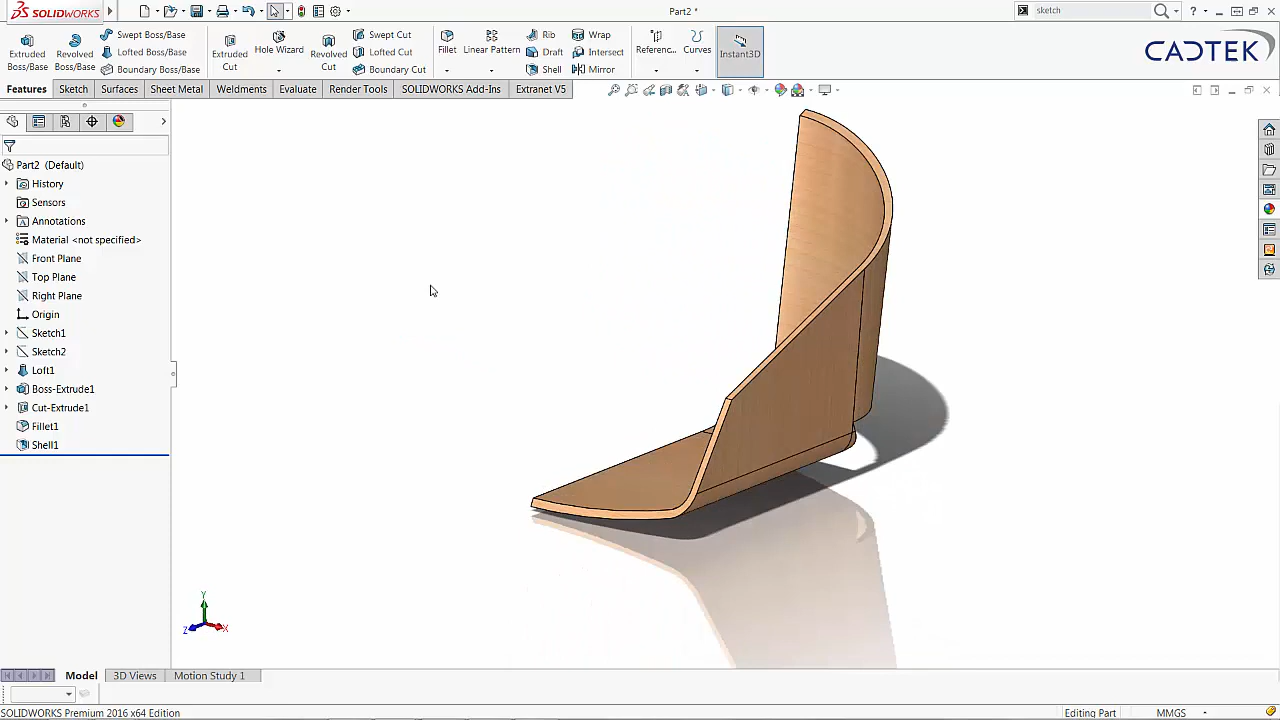 SOLIDWORKS
Part2 *
sketch
Extruded Boss/Base
Revolved Boss/Base
Swept Boss/Base
Lofted Boss/Base
Boundary Boss/Base
Extruded Cut
Hole Wizard
Revolved Cut
Swept Cut
Lofted Cut
Boundary Cut
Fillet
Linear Pattern
Rib
Draft
Shell
Wrap
Intersect
Mirror
Referenc...
Curves
Instant3D
CADTEK
Features Sketch Surfaces Sheet Metal Weldments Evaluate Render Tools SOLIDWORKS Add-Ins Extranet V5
Part2 (Default)
History
Sensors
Annotations
Material <not specified>
Front Plane
Top Plane
Right Plane
Origin
Sketch1
Sketch2
Loft1
Boss-Extrude1
Cut-Extrude1
Fillet1
Shell1
Y
Z X
Model 3D Views Motion Study 1
SOLIDWORKS Premium 2016 x64 Edition Editing Part MMGS